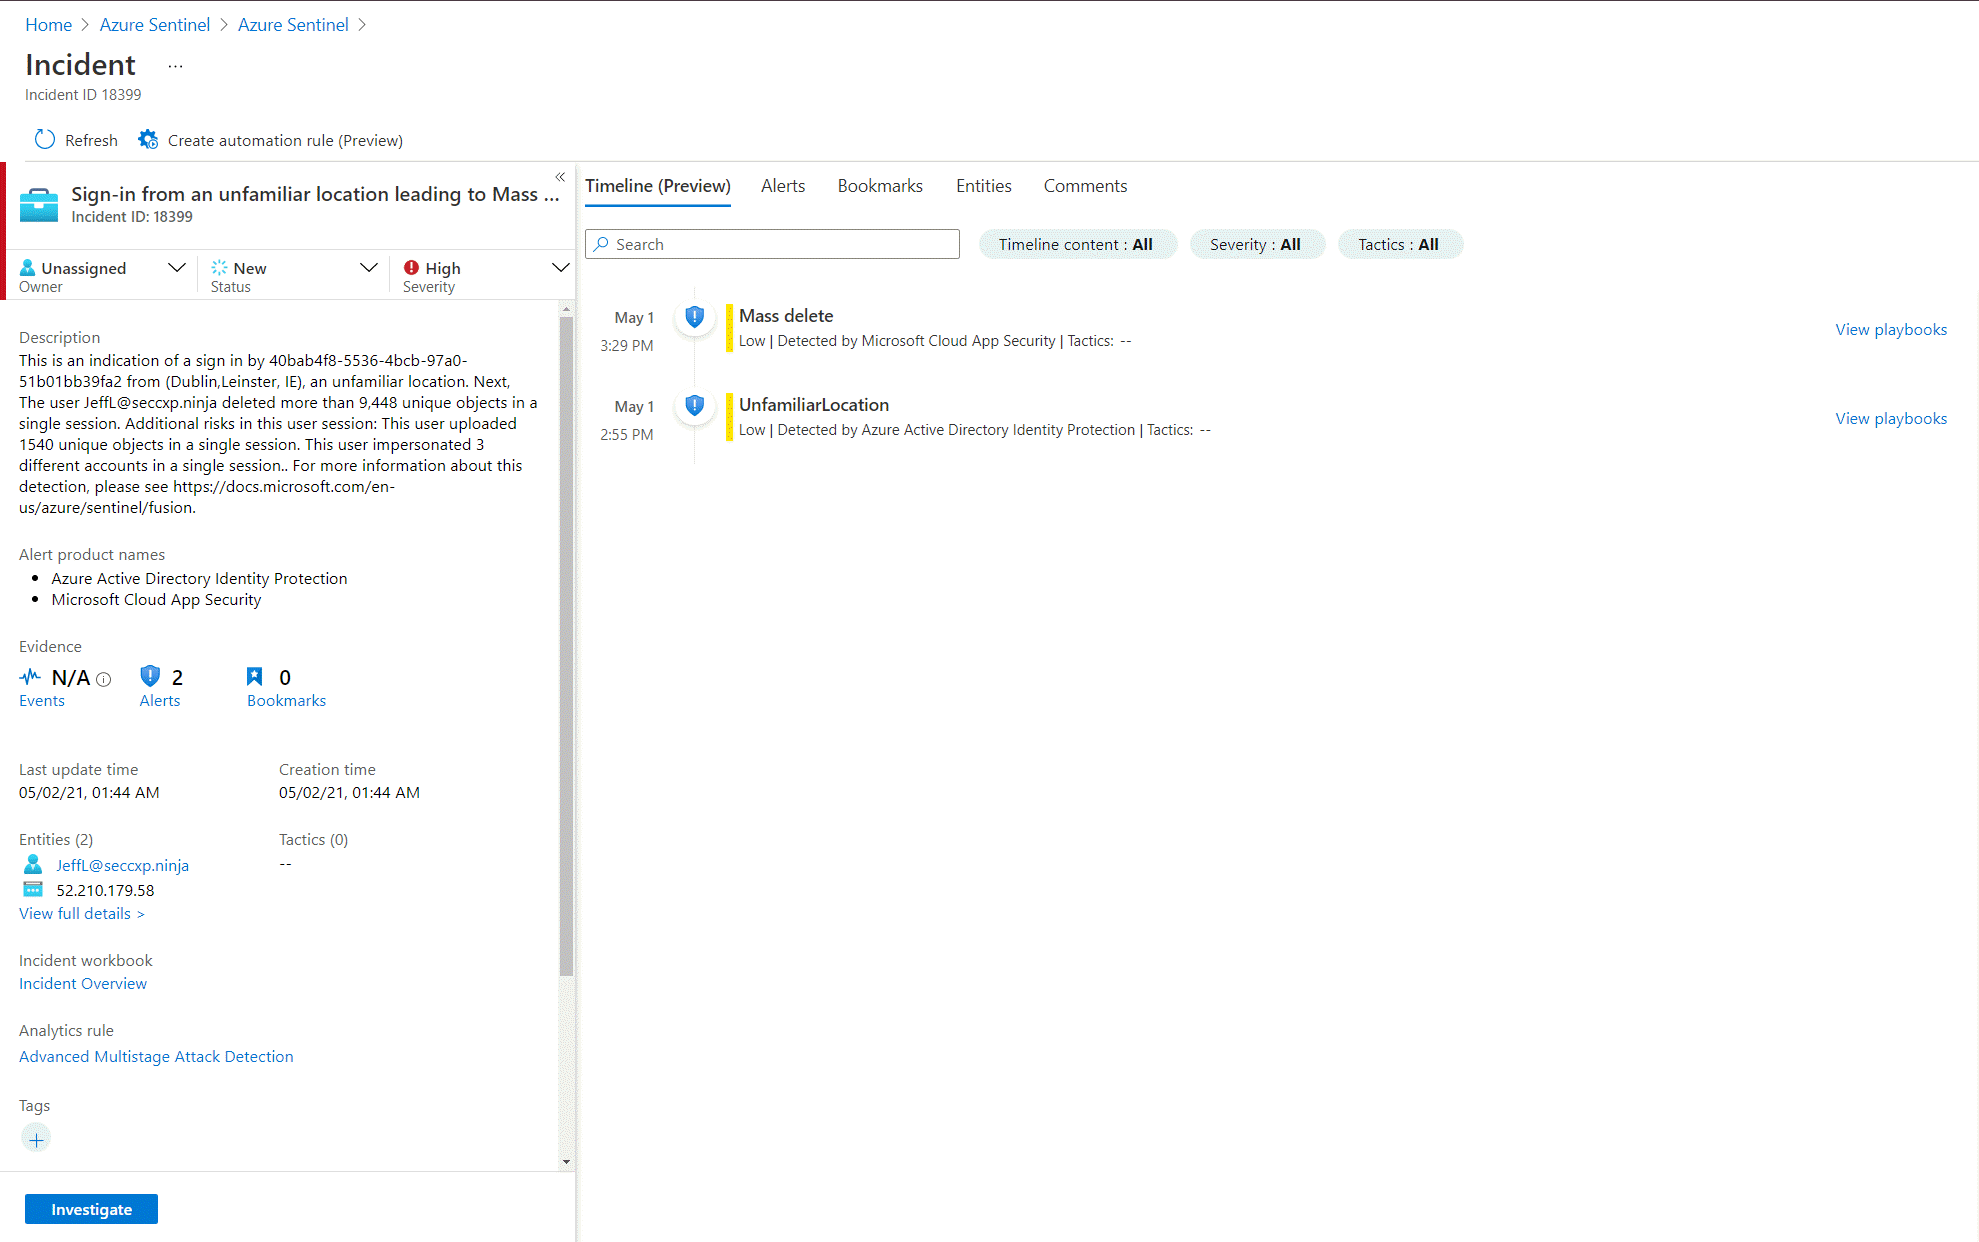 Home > Azure Sentinel > Azure Sentinel >
Incident ...
Incident ID 18399
Refresh Create automation rule (Preview)
«
Sign-in from an unfamiliar location leading to Mass ...
Incident ID: 18399
Unassigned New High
Owner Status Severity
Description
This is an indication of a sign in by 40bab4f8-5536-4bcb-97a0-
51b01bb39fa2 from (Dublin,Leinster, IE), an unfamiliar location. Next,
The user JeffL@seccxp.ninja deleted more than 9,448 unique objects in a
single session. Additional risks in this user session: This user uploaded
1540 unique objects in a single session. This user impersonated 3
different accounts in a single session.. For more information about this
detection, please see https://docs.microsoft.com/en-
us/azure/sentinel/fusion.
Alert product names
• Azure Active Directory Identity Protection
• Microsoft Cloud App Security
Evidence
N/A 2 0
Events Alerts Bookmarks
Last update time Creation time
05/02/21, 01:44 AM 05/02/21, 01:44 AM
Entities (2) Tactics (0)
JeffL@seccxp.ninja --
52.210.179.58
View full details >
Incident workbook
Incident Overview
Analytics rule
Advanced Multistage Attack Detection
Tags
+
Investigate
Timeline (Preview) Alerts Bookmarks Entities Comments
Search Timeline content : All Severity : All Tactics : All
May 1 Mass delete
3:29 PM Low | Detected by Microsoft Cloud App Security | Tactics: -- View playbooks
May 1 UnfamiliarLocation
2:55 PM Low | Detected by Azure Active Directory Identity Protection | Tactics: -- View playbooks